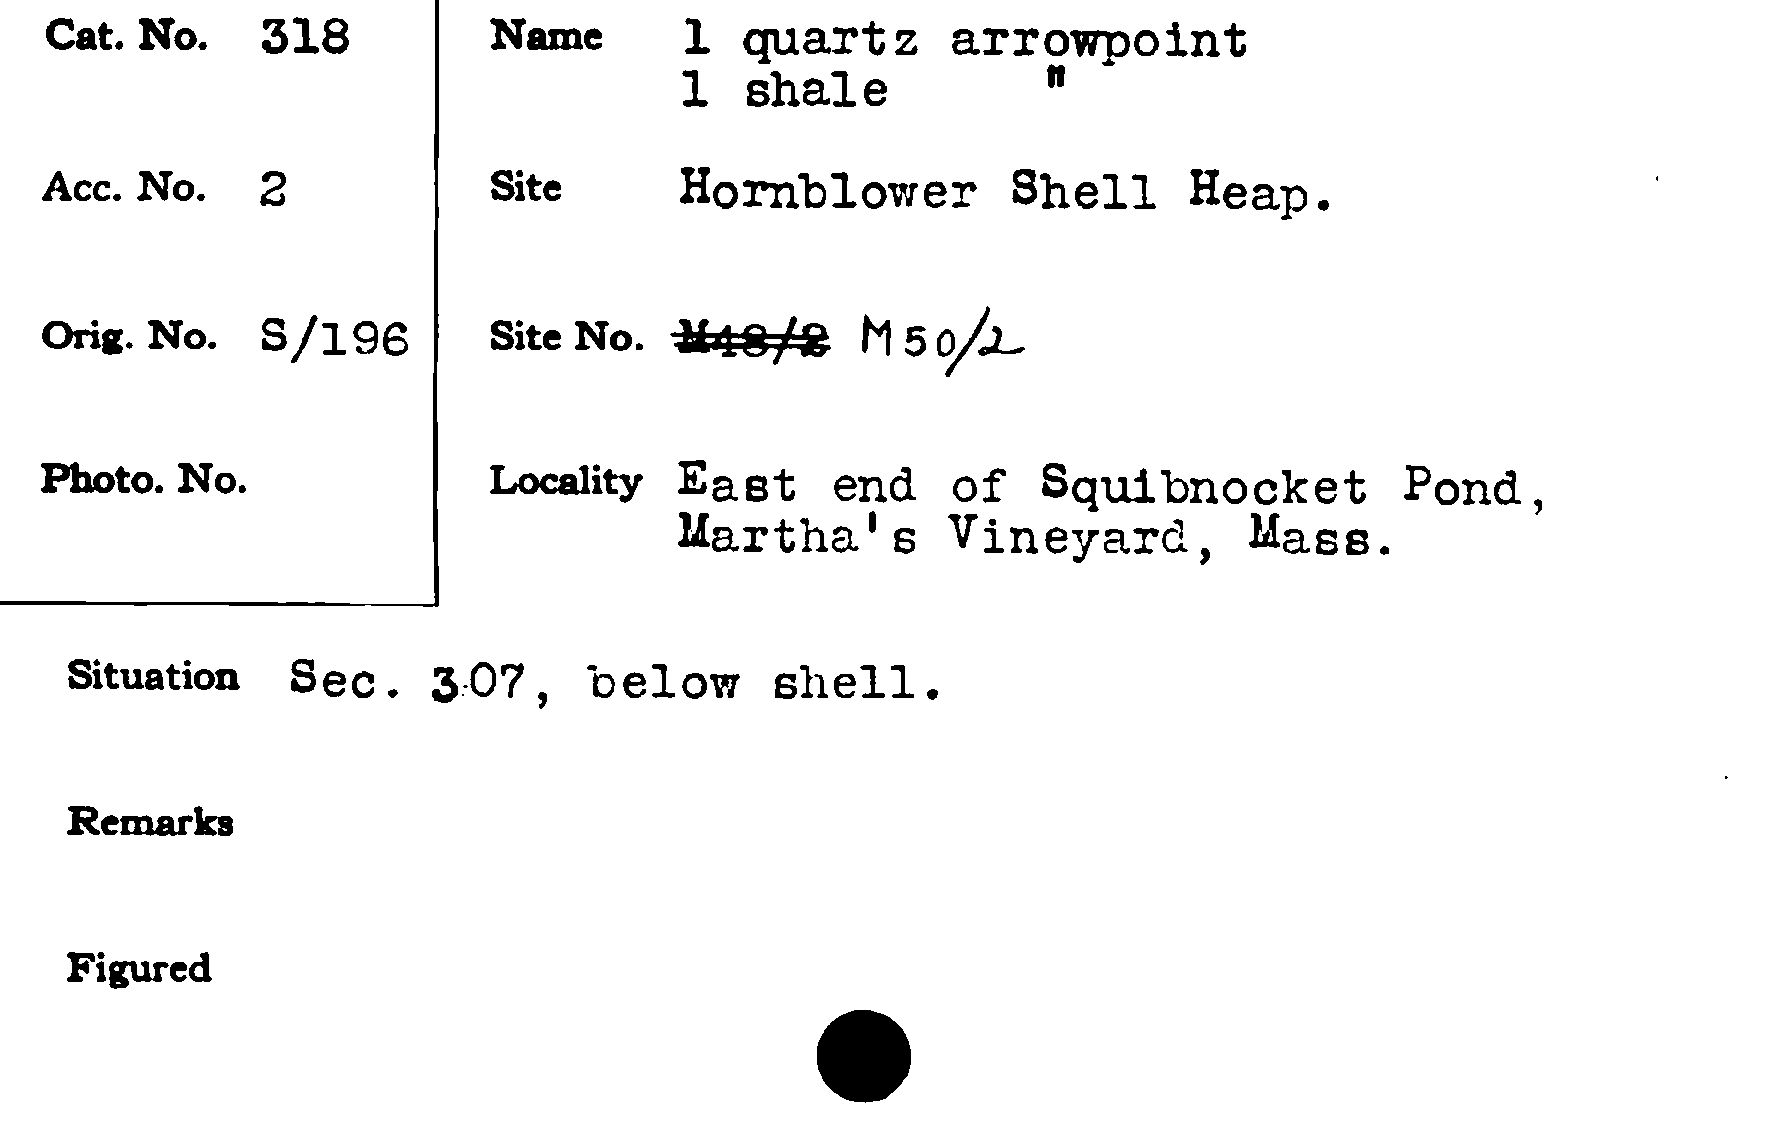 Cat. No. 318
Name 1 quartz arrowpoint
1 shale "
Acc. No. 2
Site Hornblower Shell Heap.
Orig. No. S/196
Site No. M48/2 M50/2
Photo. No.
Locality East end of Squibnocket Pond,
Martha's Vineyard, Mass.
Situation Sec. 307, below shell.
Remarks
Figured